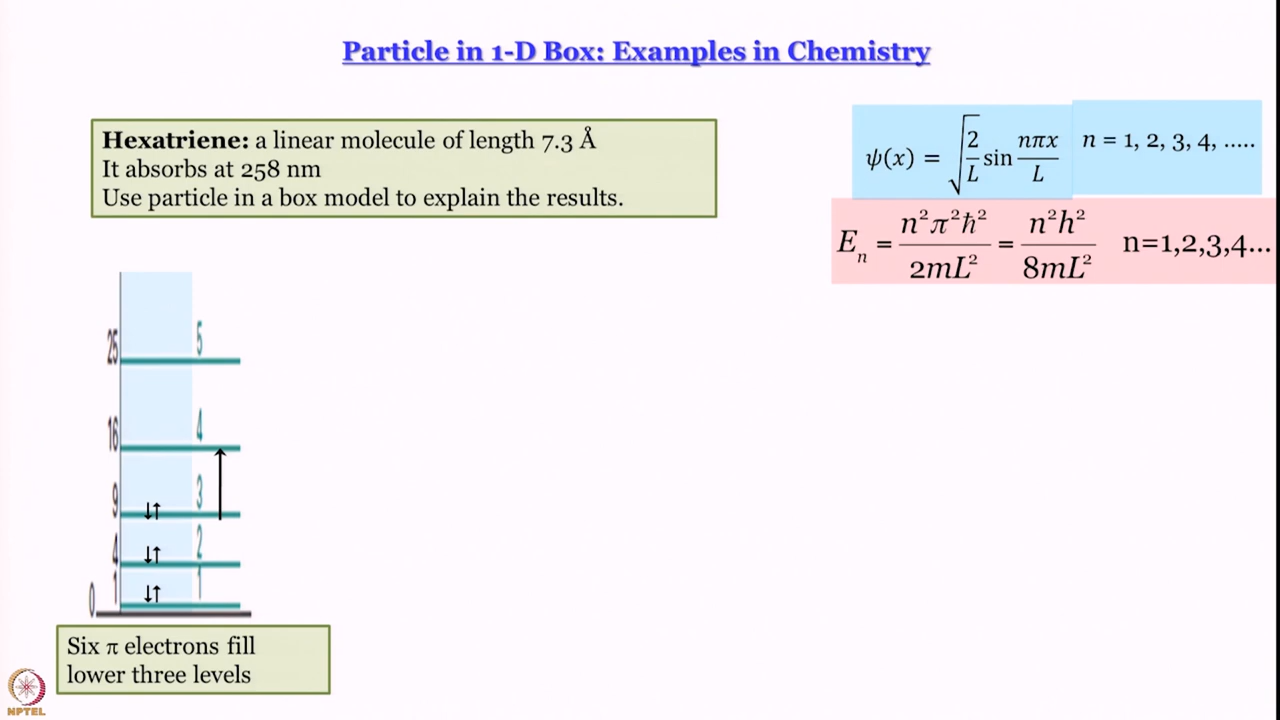 Particle in 1-D Box: Examples in Chemistry
Hexatriene: a linear molecule of length 7.3 Å
It absorbs at 258 nm
Use particle in a box model to explain the results.
ψ(x) = √(2/L) sin nπx/L n = 1, 2, 3, 4, .....
Eₙ = n²π²ħ²/2mL² = n²h²/8mL² n=1,2,3,4...
25 5
16 4
9 ↓↑ 3
4 ↓↑ 2
1 ↓↑ 1
0
Six π electrons fill
lower three levels
NPTEL